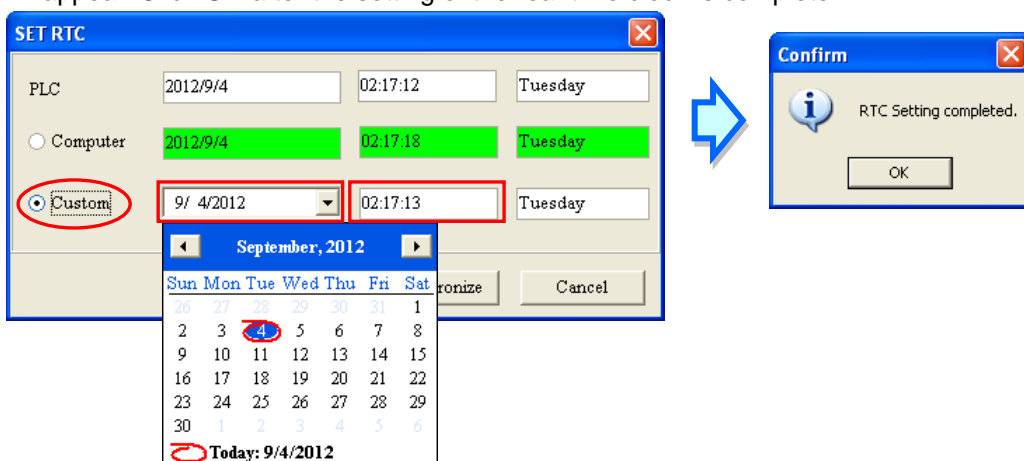 SET RTC
PLC 2012/9/4 02:17:12 Tuesday
Computer 2012/9/4 02:17:18 Tuesday
Custom 9/ 4/2012 02:17:13 Tuesday
September, 2012
Sun Mon Tue Wed Thu Fri Sat
26 27 28 29 30 31 1
2 3 4 5 6 7 8
9 10 11 12 13 14 15
16 17 18 19 20 21 22
23 24 25 26 27 28 29
30 1 2 3 4 5 6
Today: 9/4/2012
ronize Cancel
Confirm
RTC Setting completed.
OK